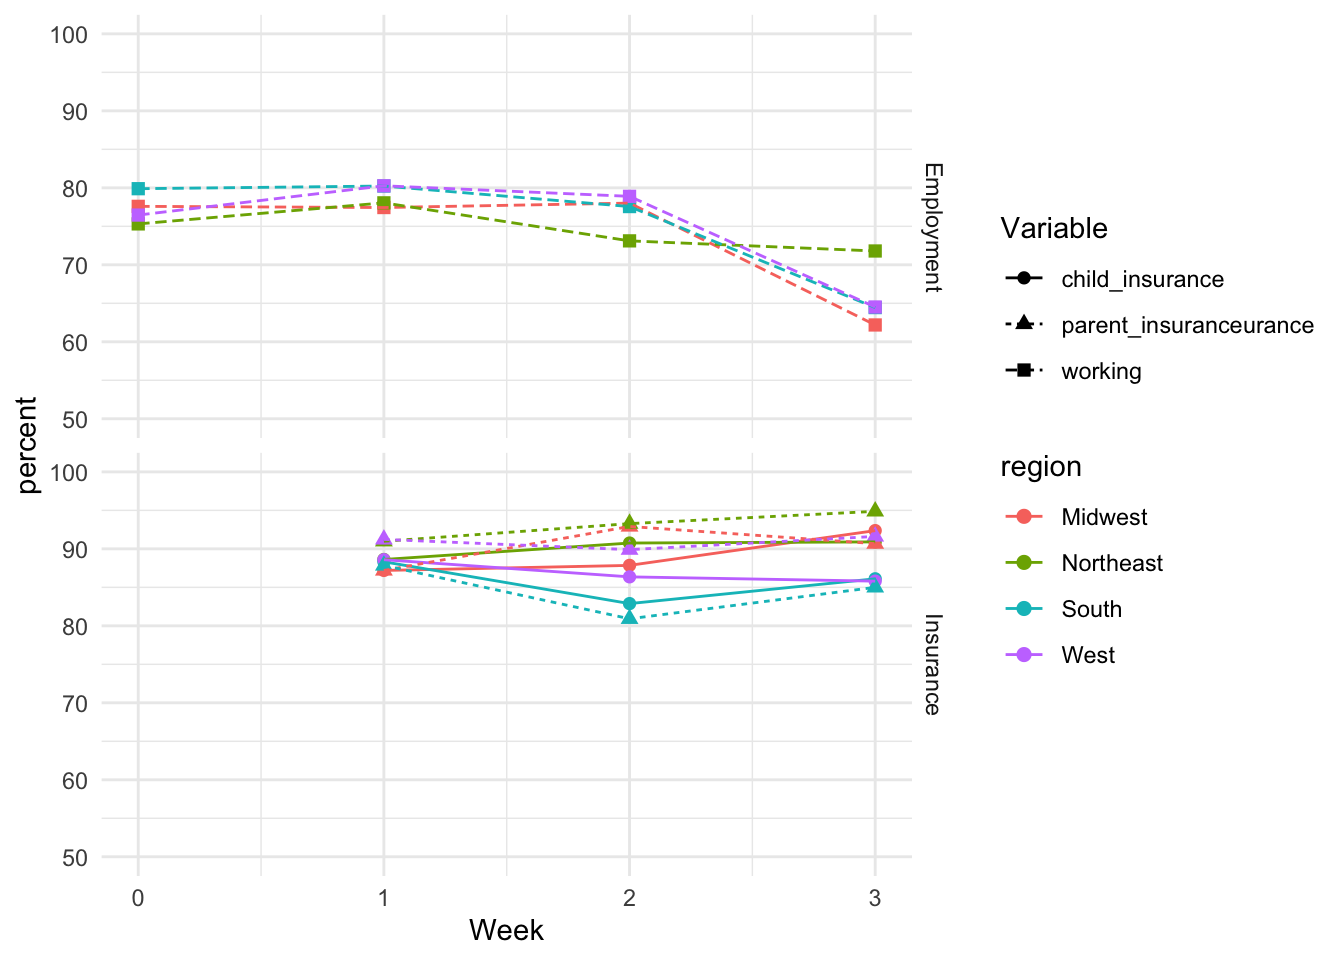 percent
100
90
80
70
60
50
Employment
100
90
80
70
60
50
Insurance
0 1 2 3
Week
Variable
child_insurance
parent_insuranceurance
working
region
Midwest
Northeast
South
West